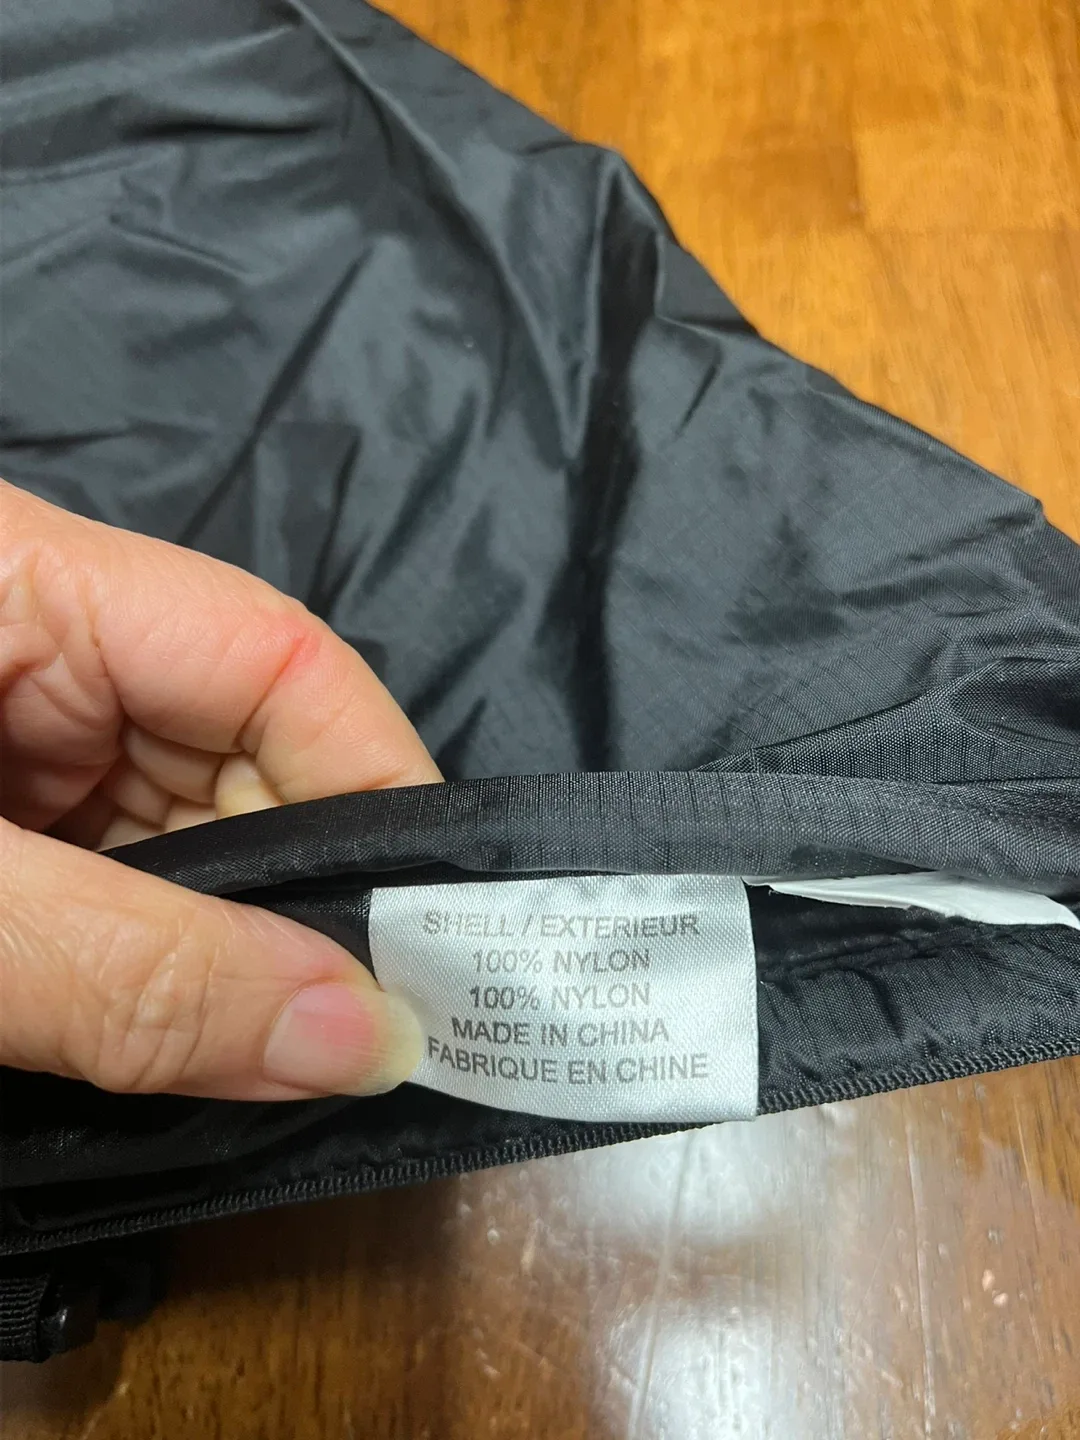 SHELL / EXTERIEUR
100% NYLON
100% NYLON
MADE IN CHINA
FABRIQUE EN CHINE